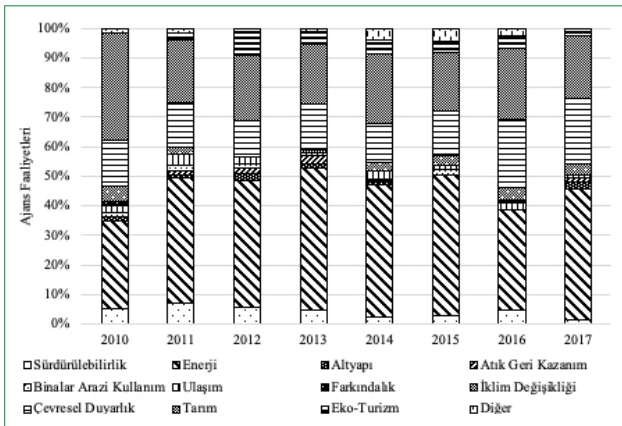 100%
90%
80%
70%
60%
50%
40%
30%
20%
10%
0%
Ajans Faaliyetleri
2010 2011 2012 2013 2014 2015 2016 2017
Sürdürülebilirlik Enerji Altyapı Atık Geri Kazanım
Binalar Arazi Kullanım Ulaşım Farkındalık İklim Değişikliği
Çevresel Duyarlık Tarım Eko-Turizm Diğer